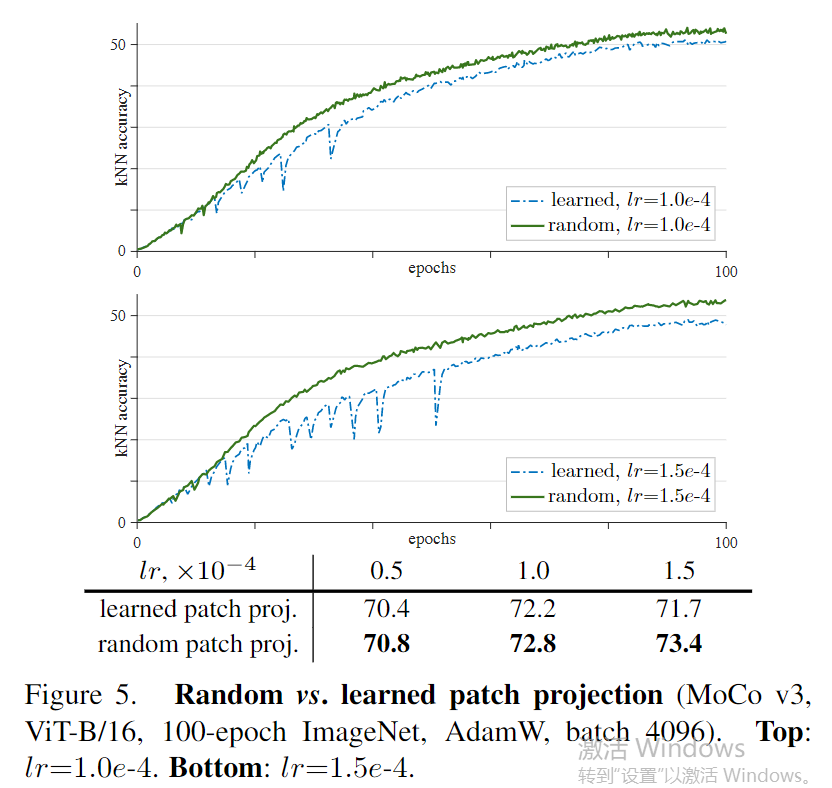 50
kNN accuracy
0
learned, lr=1.0e-4
random, lr=1.0e-4
0
epochs
100
50
kNN accuracy
0
learned, lr=1.5e-4
random, lr=1.5e-4
0
epochs
100
lr, ×10⁻⁴ 0.5 1.0 1.5
learned patch proj. 70.4 72.2 71.7
random patch proj. 70.8 72.8 73.4
Figure 5. Random vs. learned patch projection (MoCo v3,
ViT-B/16, 100-epoch ImageNet, AdamW, batch 4096). Top:
lr=1.0e-4. Bottom: lr=1.5e-4.
激活 Windows
转到“设置”以激活 Windows。